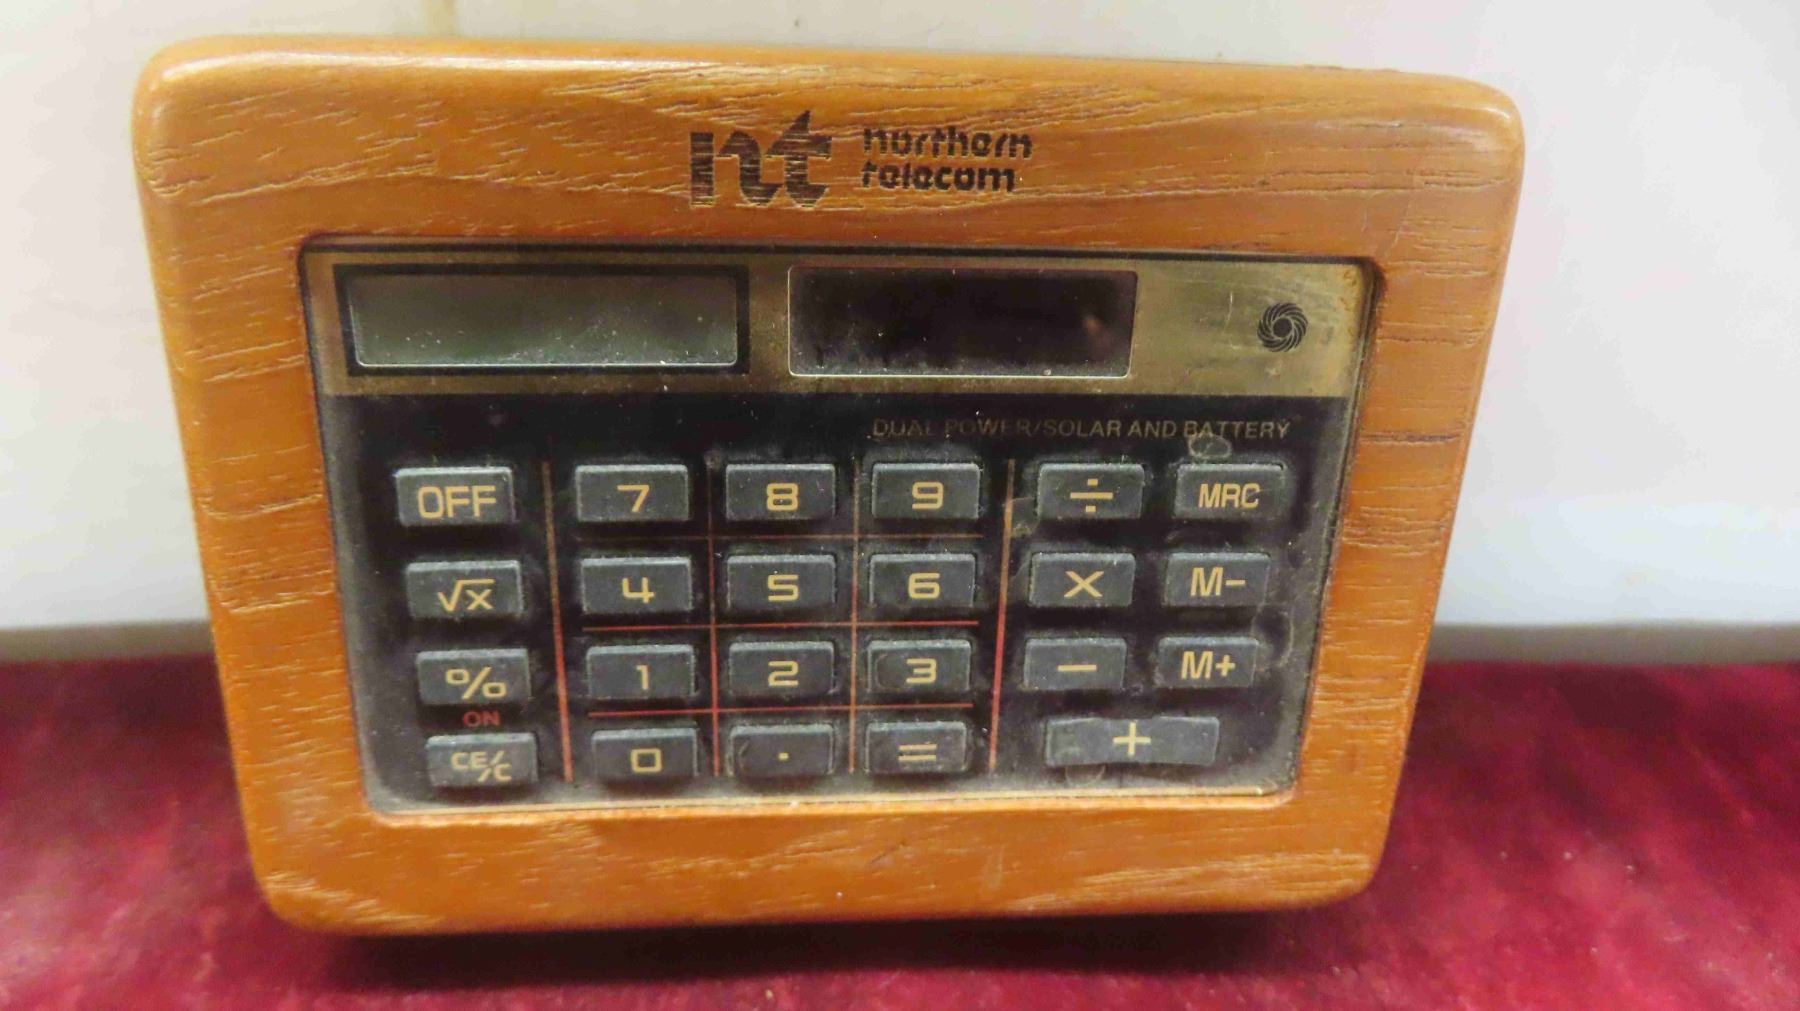 nt northern
telecom
DUAL POWER/SOLAR AND BATTERY
OFF 7 8 9 ÷ MRC
√x 4 5 6 X M−
% 1 2 3 − M+
ON
CE/C 0 . = +